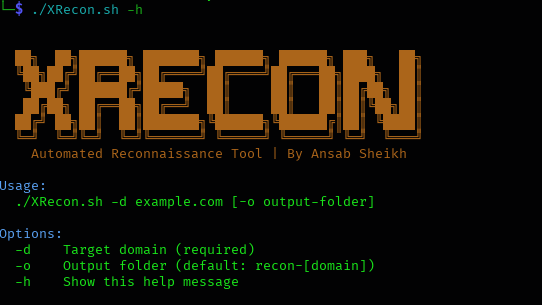 └─$ ./XRecon.sh -h
XRECON
Automated Reconnaissance Tool | By Ansab Sheikh
Usage:
./XRecon.sh -d example.com [-o output-folder]
Options:
-d    Target domain (required)
-o    Output folder (default: recon-[domain])
-h    Show this help message